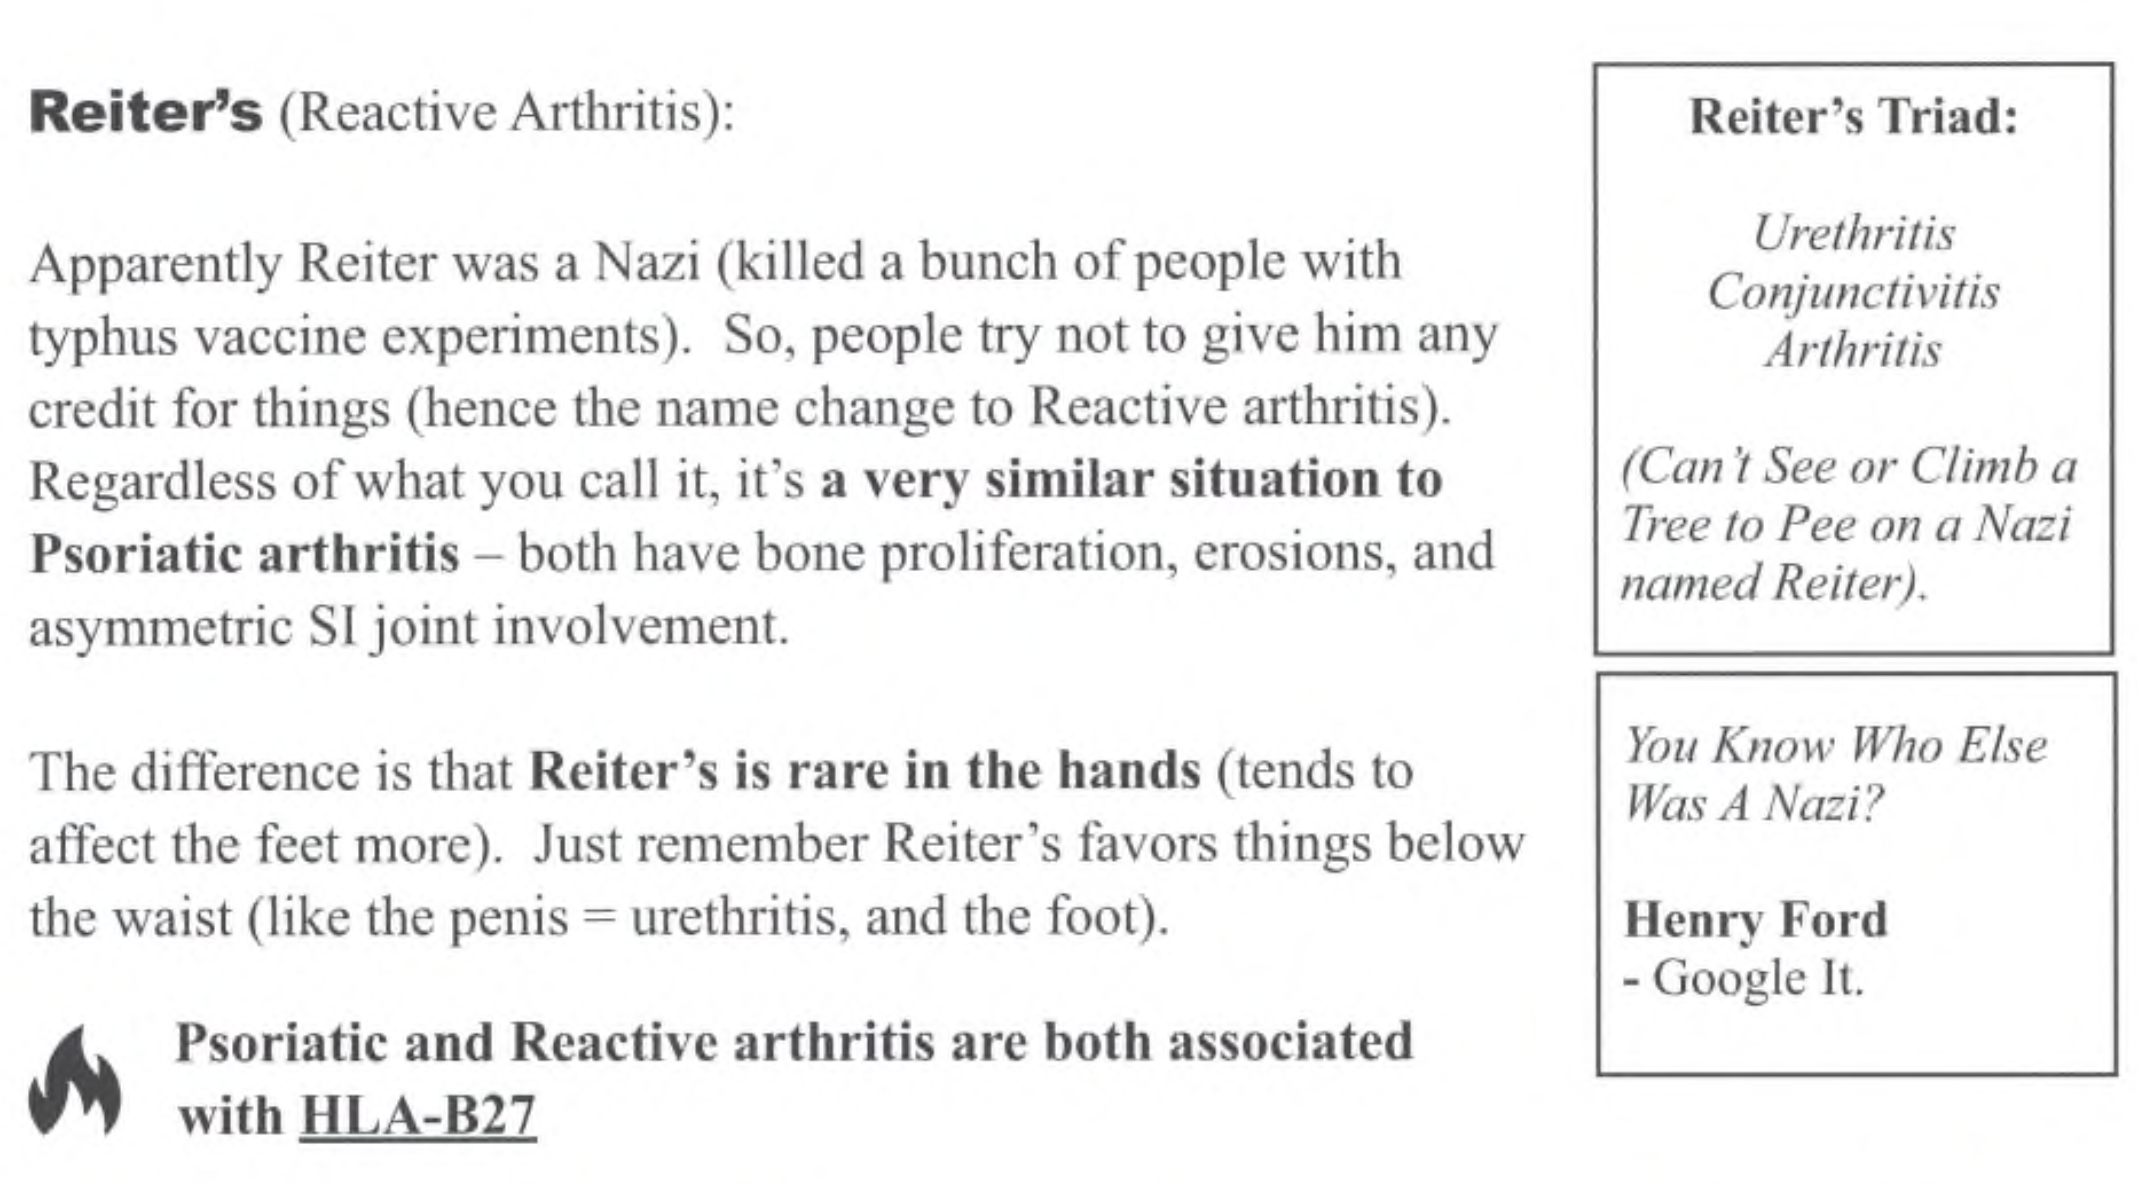 Reiter's (Reactive Arthritis):
Apparently Reiter was a Nazi (killed a bunch of people with
typhus vaccine experiments). So, people try not to give him any
credit for things (hence the name change to Reactive arthritis).
Regardless of what you call it, it's a very similar situation to
Psoriatic arthritis – both have bone proliferation, erosions, and
asymmetric SI joint involvement.
The difference is that Reiter's is rare in the hands (tends to
affect the feet more). Just remember Reiter's favors things below
the waist (like the penis = urethritis, and the foot).
Psoriatic and Reactive arthritis are both associated
with HLA-B27
Reiter's Triad:
Urethritis
Conjunctivitis
Arthritis
(Can't See or Climb a
Tree to Pee on a Nazi
named Reiter).
You Know Who Else
Was A Nazi?
Henry Ford
- Google It.